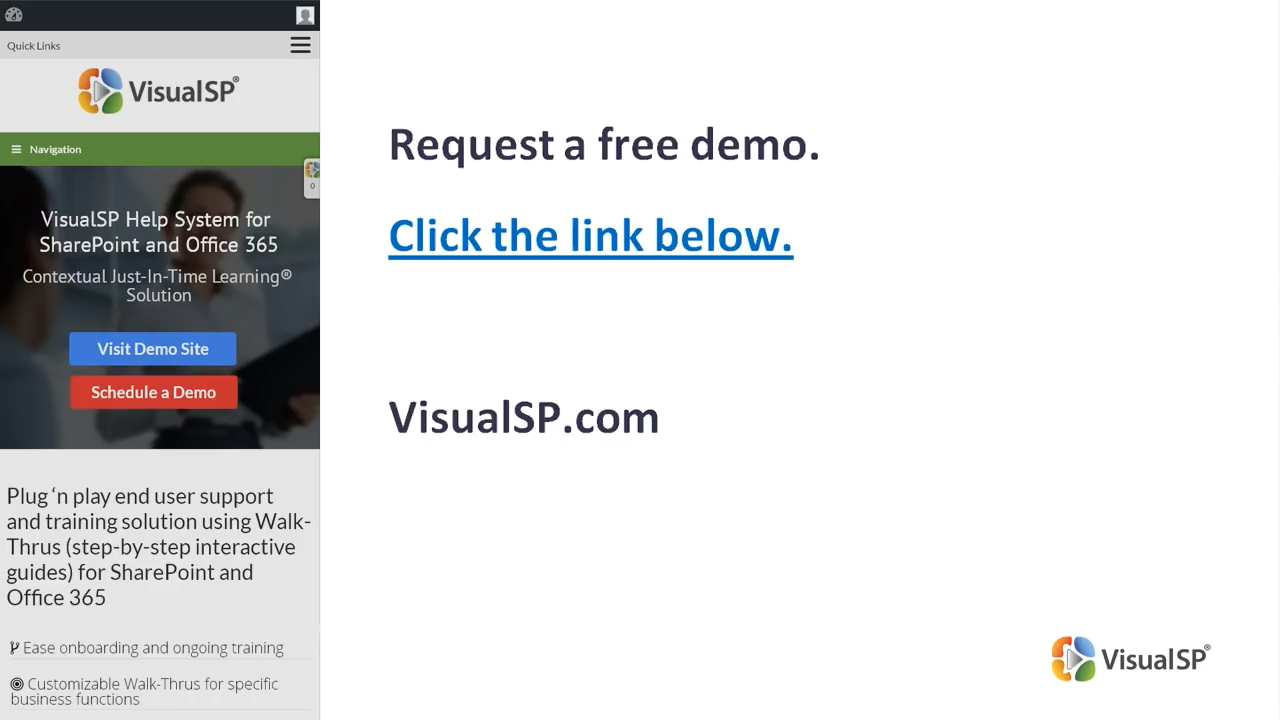 Quick Links
VisualSP®
Navigation
0
VisualSP Help System for
SharePoint and Office 365
Contextual Just-In-Time Learning®
Solution
Visit Demo Site
Schedule a Demo
Plug ‘n play end user support
and training solution using Walk-
Thrus (step-by-step interactive
guides) for SharePoint and
Office 365
Ease onboarding and ongoing training
Customizable Walk-Thrus for specific
business functions
Request a free demo.
Click the link below.
VisualSP.com
VisualSP®